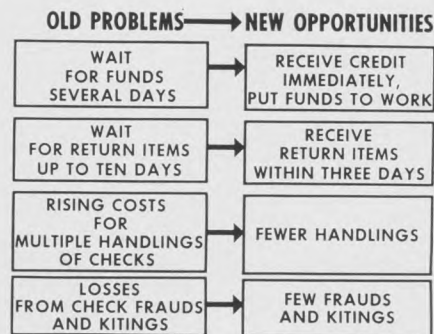 OLD PROBLEMS NEW OPPORTUNITIES
WAIT
FOR FUNDS
SEVERAL DAYS
RECEIVE CREDIT
IMMEDIATELY,
PUT FUNDS TO WORK
WAIT
FOR RETURN ITEMS
UP TO TEN DAYS
RECEIVE
RETURN ITEMS
WITHIN THREE DAYS
RISING COSTS
FOR
MULTIPLE HANDLINGS
OF CHECKS
FEWER HANDLINGS
LOSSES
FROM CHECK FRAUDS
AND KITINGS
FEW FRAUDS
AND KITINGS